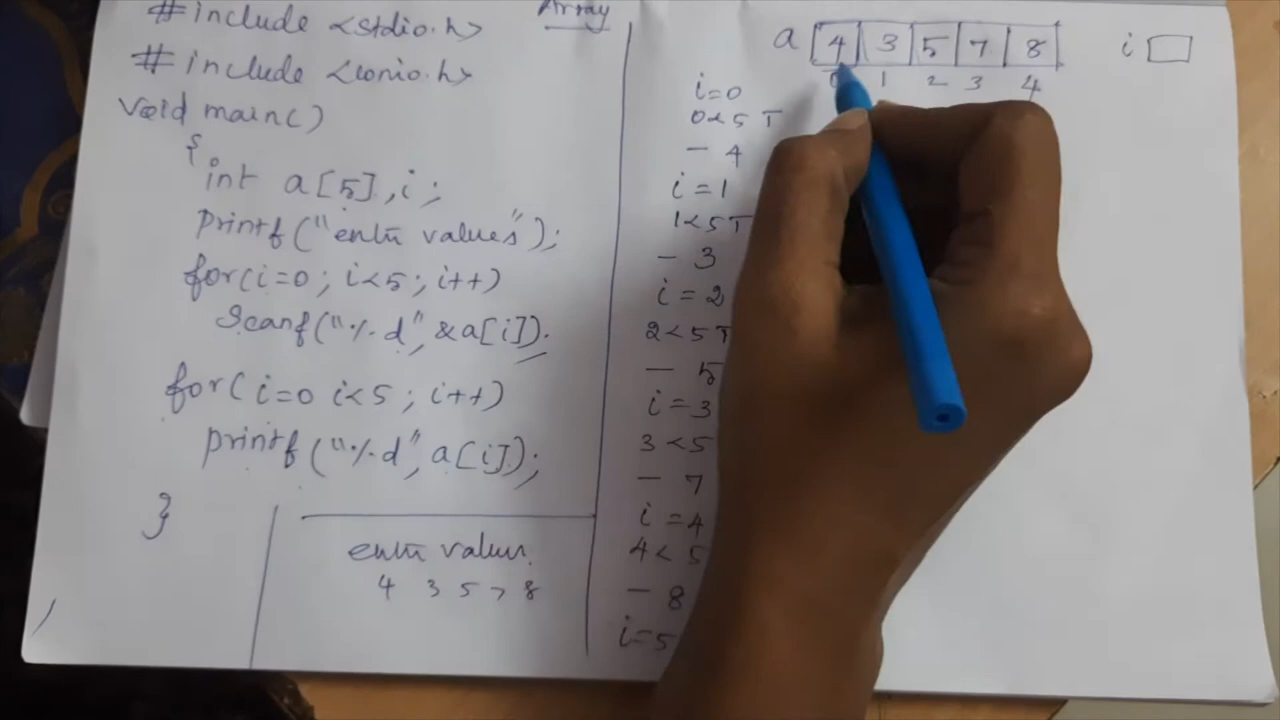 Array
#include <stdio.h>
#include <conio.h>
void main()
{
int a[5],i;
printf("enter values");
for(i=0; i<5; i++)
scanf("%d",&a[i]);
for(i=0 i<5; i++)
printf("%d",a[i]);
}
enter values
4 3 5 7 8
a 4 3 5 7 8 i
0 1 2 3 4
i=0
0<5 T
- 4
i=1
1<5 T
- 3
i=2
2<5 T
- 5
i=3
3<5
- 7
i=4
4<5
- 8
i=5